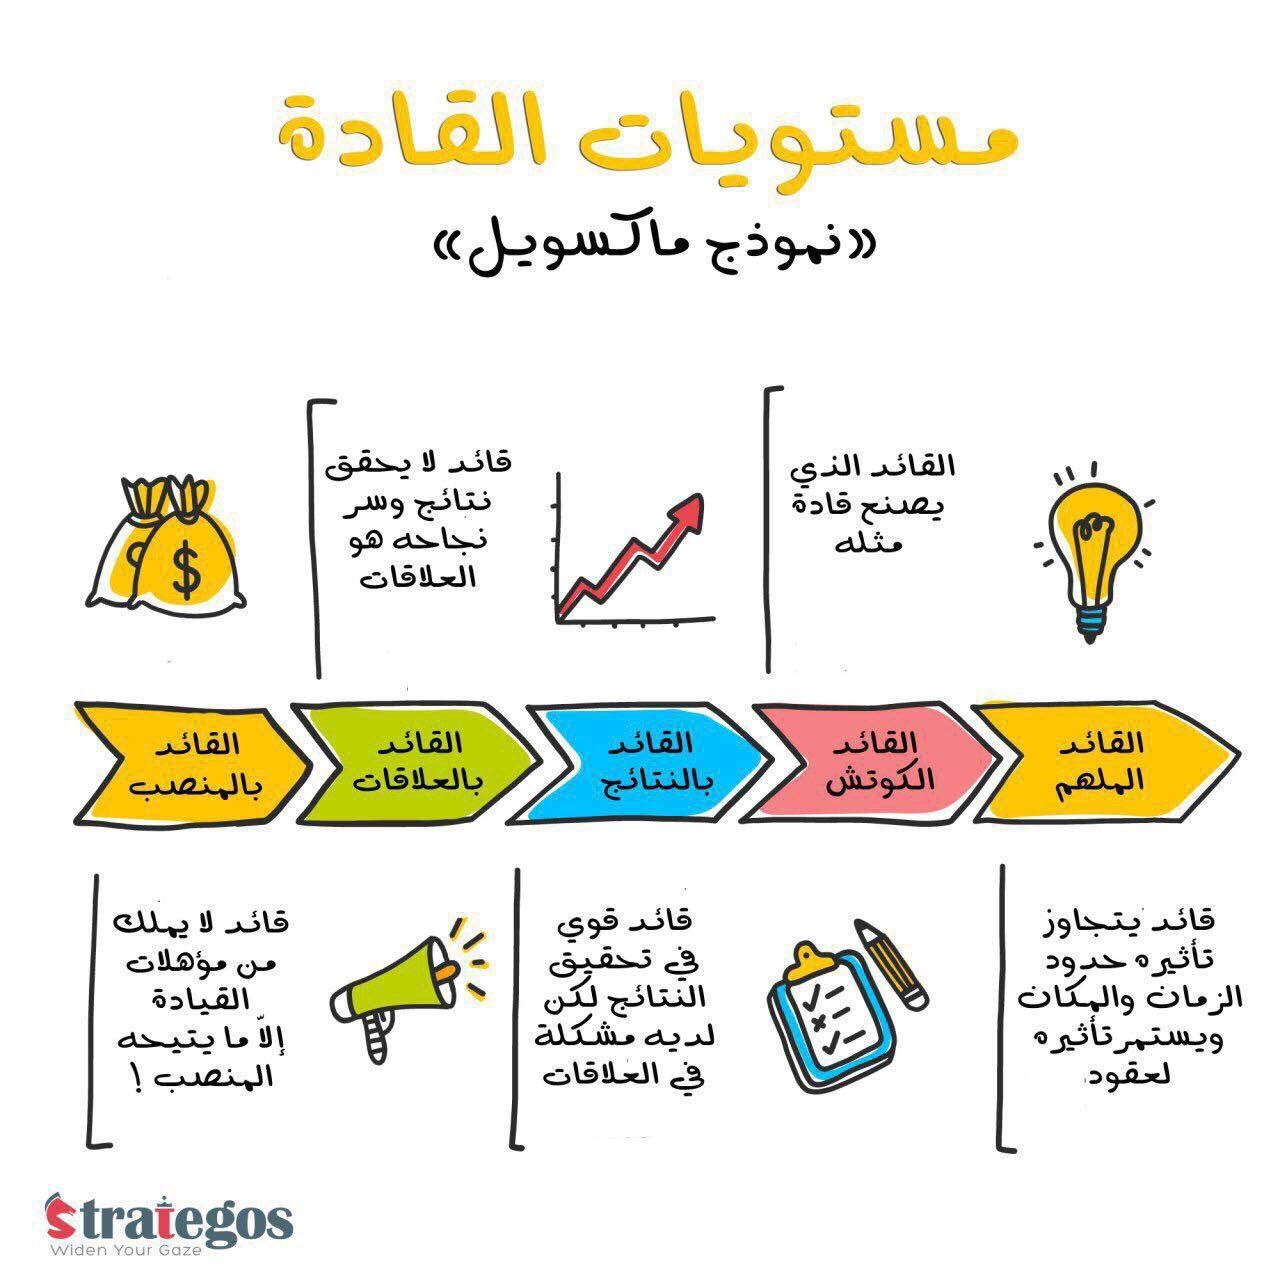 مستويات القادة
«نموذج ماكسويل»
قائد لا يحقق
نتائج وسر
نجاحه هو
العلاقات
القائد الذي
يصنع قادة
مثله
القائد
بالمنصب
القائد
بالعلاقات
القائد
بالنتائج
القائد
الكوتش
القائد
الملهم
قائد لا يملك
من مؤهلات
القيادة
إلاّ ما يتيحه
المنصب !
قائد قوي
في تحقيق
النتائج لكن
لديه مشكلة
في العلاقات
قائد يتجاوز
تأثيره حدود
الزمان والمكان
ويستمر تأثيره
لعقود
Strategos
Widen Your Gaze